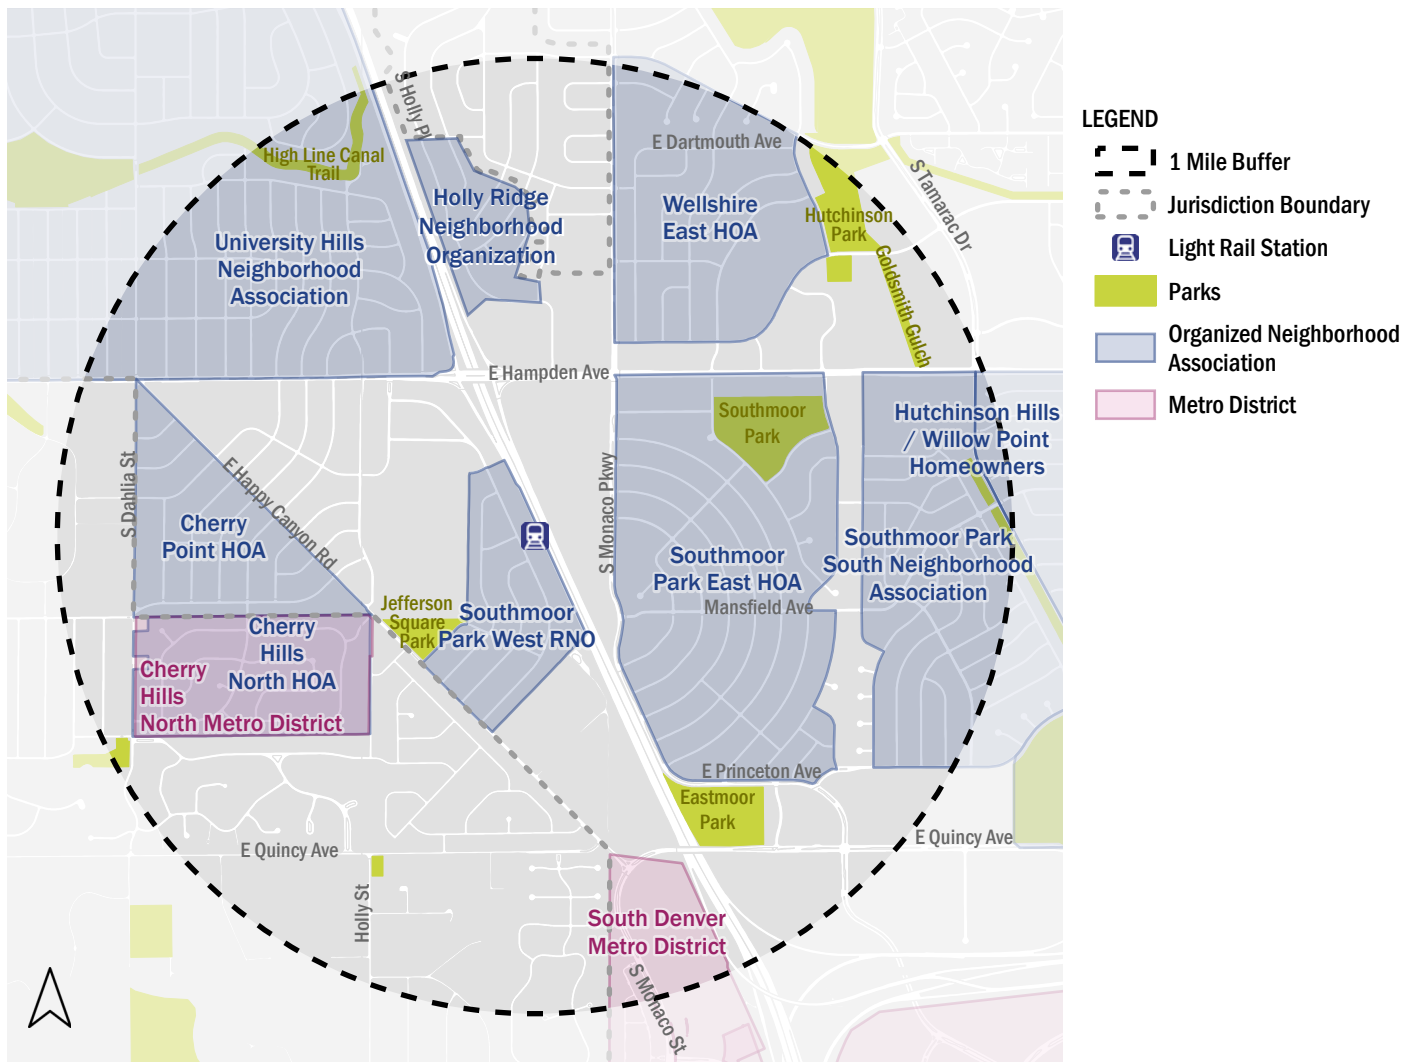 S Holly Pl
E Dartmouth Ave
High Line Canal
Trail
S Tamarac Dr
Holly Ridge
Neighborhood
Organization
Wellshire
East HOA
Hutchinson
Park
University Hills
Neighborhood
Association
Goldsmith Gulch
E Hampden Ave
Southmoor
Park
Hutchinson Hills
/ Willow Point
Homeowners
S Dahlia St
E Happy Canyon Rd
S Monaco Pkwy
Cherry
Point HOA
Southmoor
Park East HOA
Southmoor Park
South Neighborhood
Association
Mansfield Ave
Jefferson
Square
Park
Southmoor
Park West RNO
Cherry
Hills
North HOA
Cherry
Hills
North Metro District
E Princeton Ave
Eastmoor
Park
E Quincy Ave
E Quincy Ave
Holly St
South Denver
Metro District
S Monaco St
LEGEND
1 Mile Buffer
Jurisdiction Boundary
Light Rail Station
Parks
Organized Neighborhood
Association
Metro District